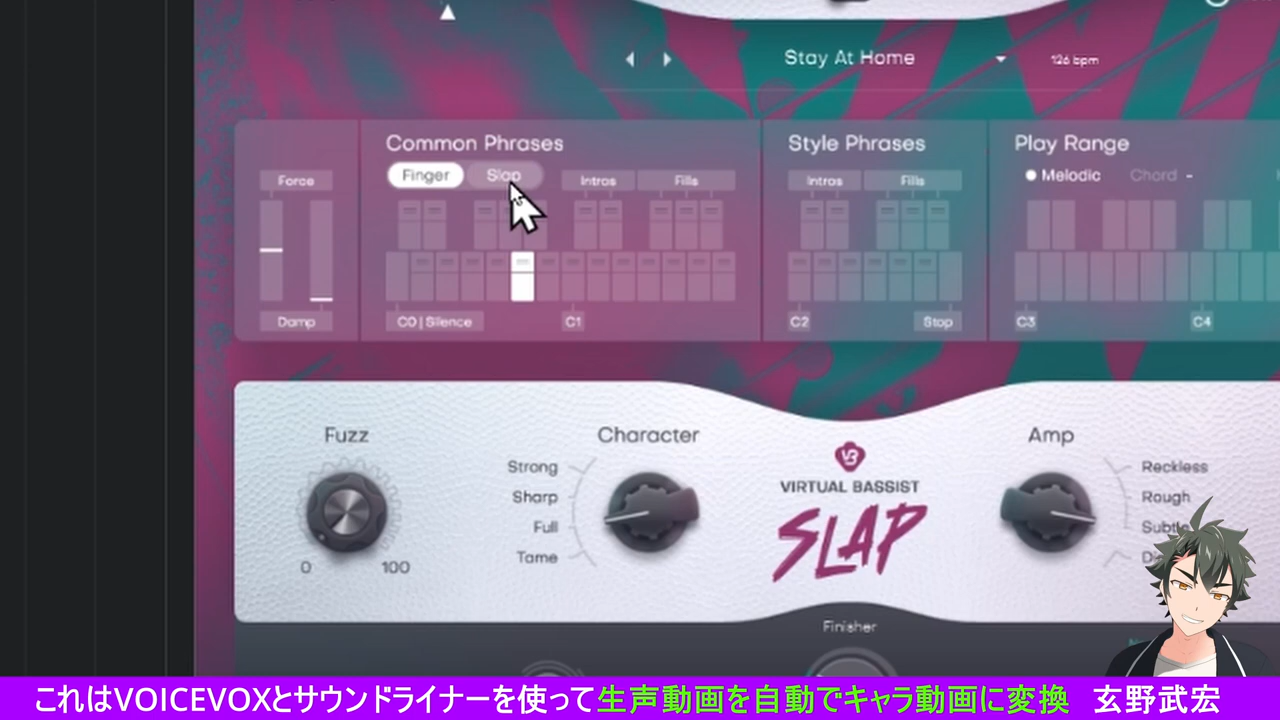 Stay At Home
126 bpm
Common Phrases
Style Phrases
Play Range
Finger
Slap
Melodic
Chord -
Force
Intros
Fills
Intros
Fills
Damp
C0 | Silence
C1
C2
Stop
C3
C4
Fuzz
Character
Amp
Strong
Sharp
Full
Tame
VB
VIRTUAL BASSIST
SLAP
Reckless
Rough
0
100
Finisher
これはVOICEVOXとサウンドライナーを使って生声動画を自動でキャラ動画に変換 玄野武宏